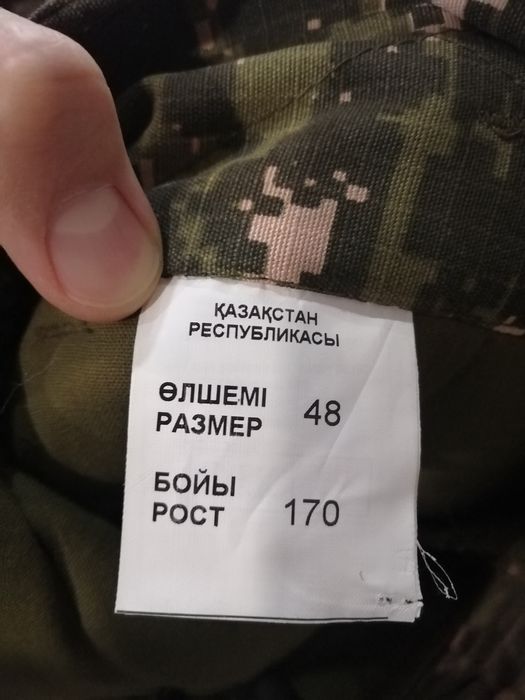 ҚАЗАҚСТАН
РЕСПУБЛИКАСЫ
ӨЛШЕМІ
РАЗМЕР 48
БОЙЫ
РОСТ 170